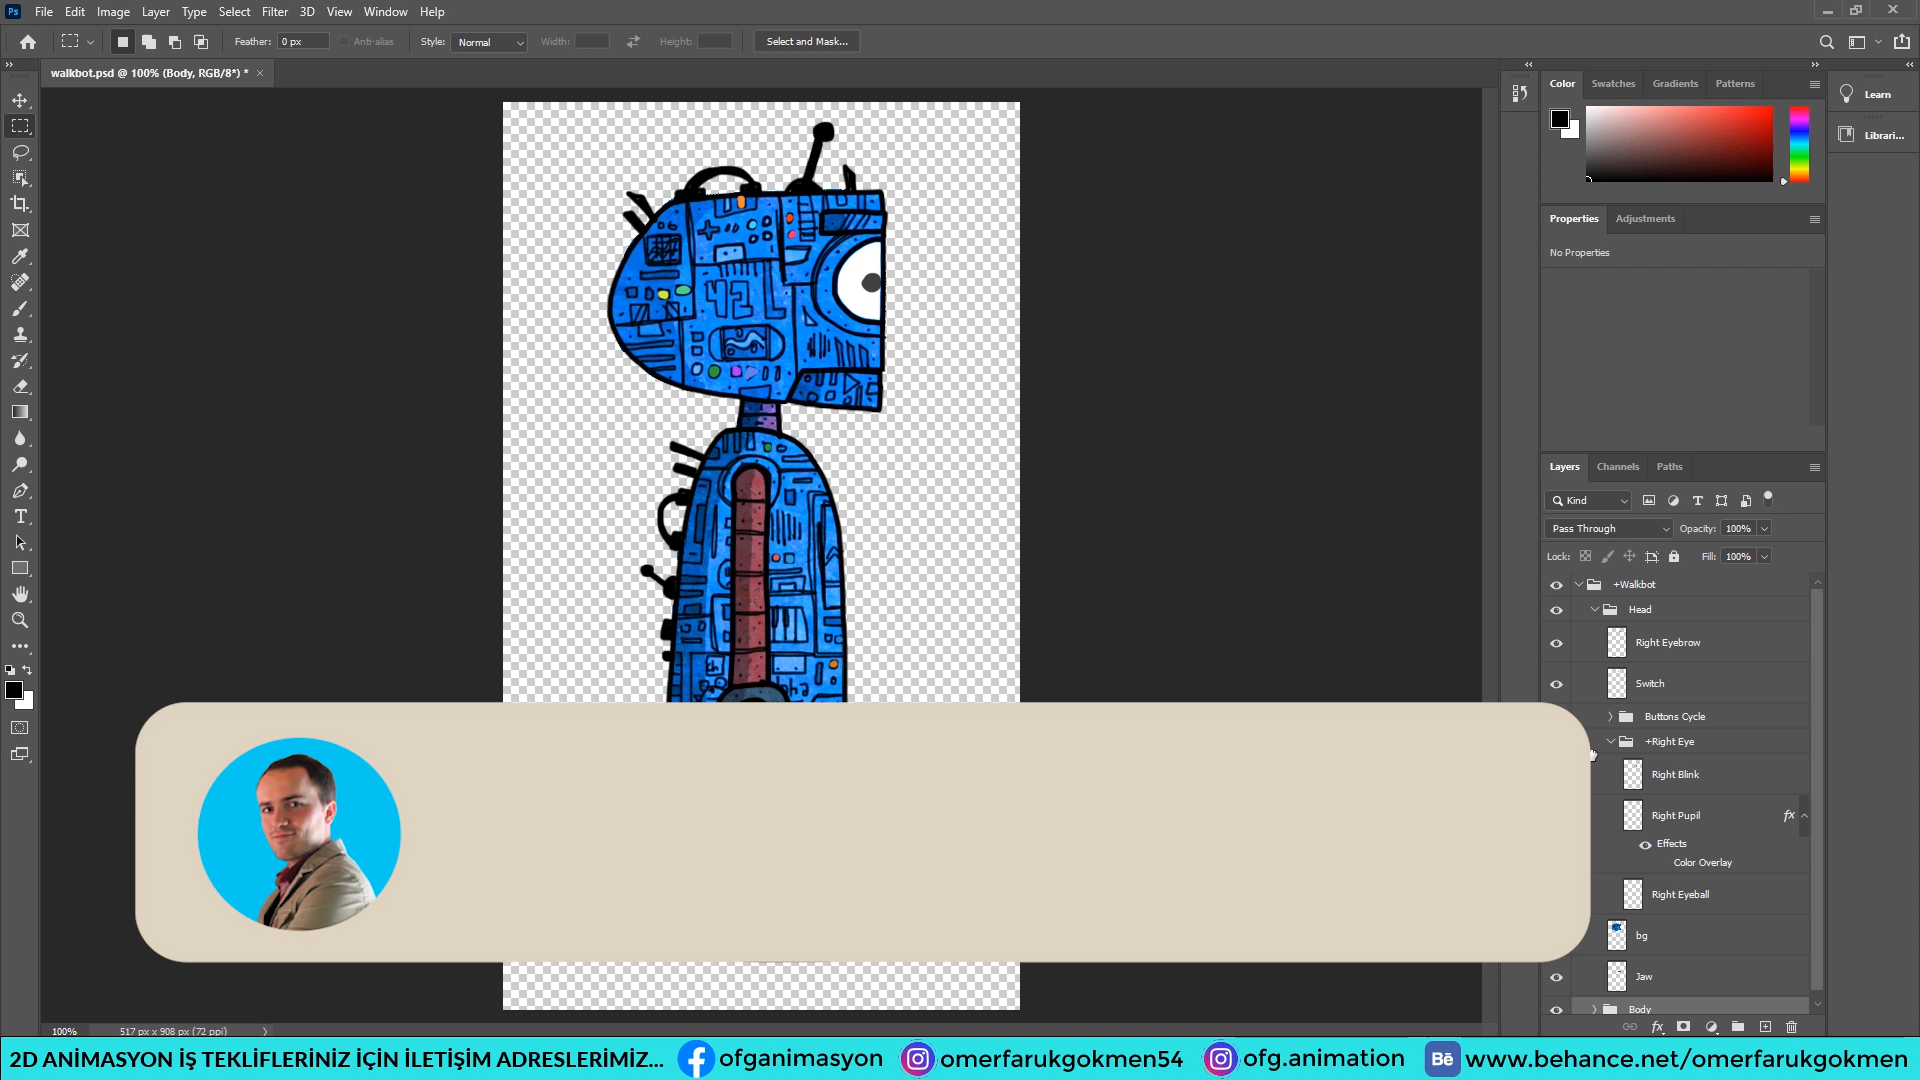 Ps File Edit Image Layer Type Select Filter 3D View Window Help
Feather: 0 px Anti-alias Style: Normal Width: Height: Select and Mask...
walkbot.psd @ 100% (Body, RGB/8*) * ×
Color Swatches Gradients Patterns
Learn
Librari...
Properties Adjustments
No Properties
42
Layers Channels Paths
Kind
Pass Through Opacity: 100%
Lock: Fill: 100%
+Walkbot
Head
Right Eyebrow
Switch
Buttons Cycle
+Right Eye
Right Blink
Right Pupil fx
Effects
Color Overlay
Right Eyeball
bg
Jaw
Body
fx
100% 517 px x 908 px (72 ppi)
2D ANİMASYON İŞ TEKLİFLERİNİZ İÇİN İLETİŞİM ADRESLERİMİZ... ofganimasyon omerfarukgokmen54 ofg.animation Bē www.behance.net/omerfarukgokmen